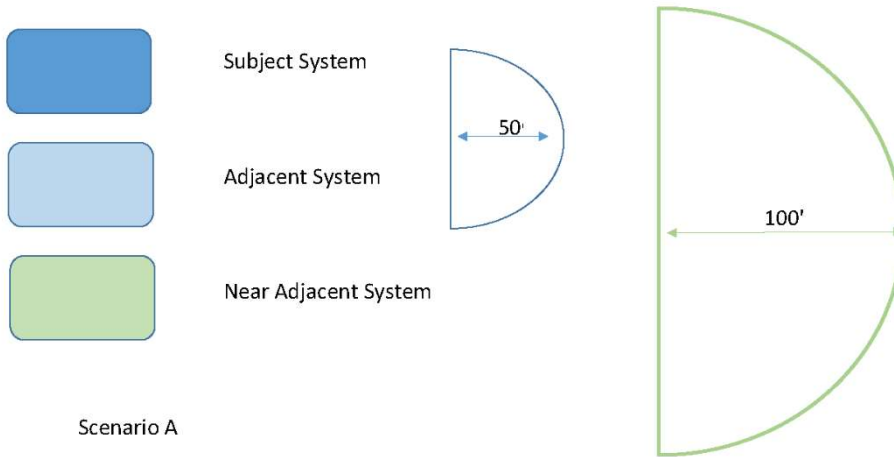 Subject System
50'
Adjacent System
100'
Near Adjacent System
Scenario A